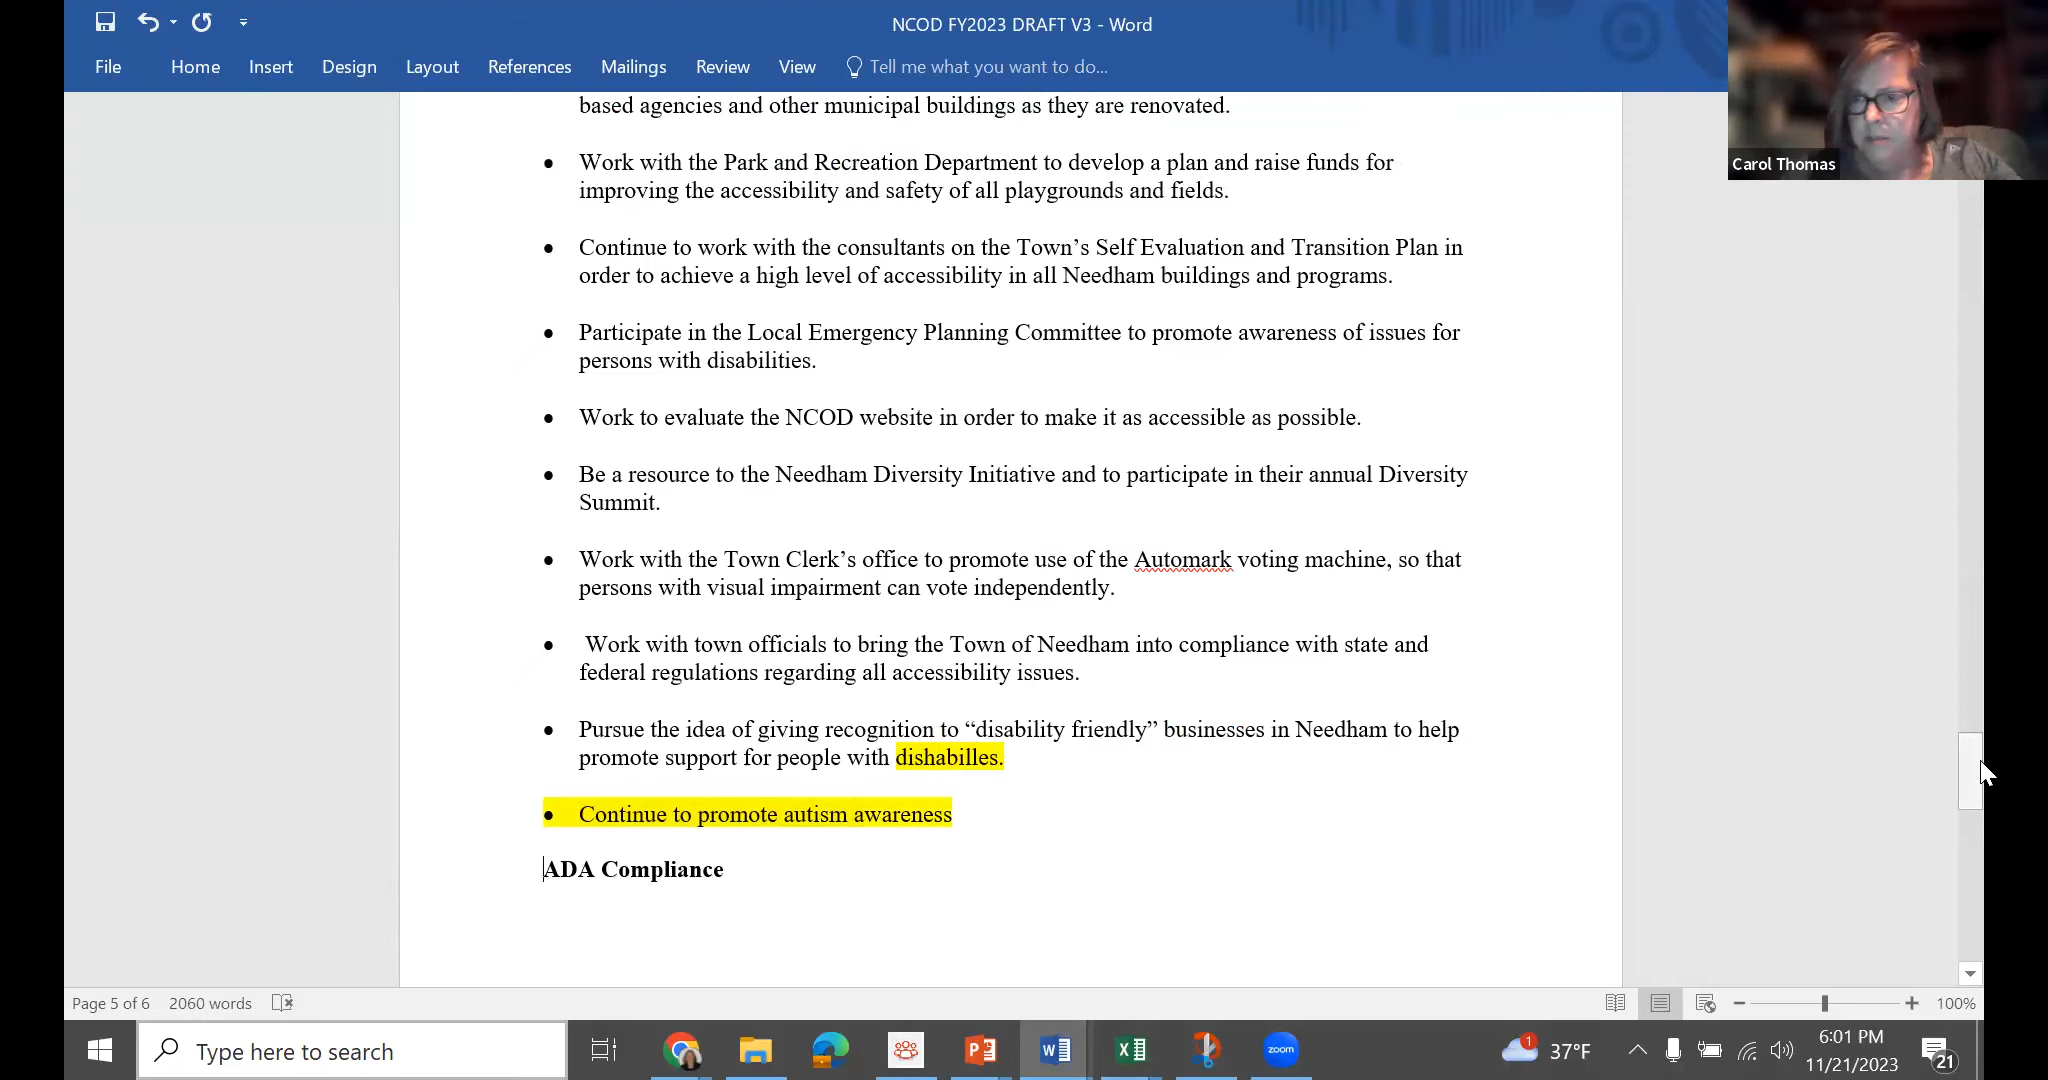 NCOD FY2023 DRAFT V3 - Word
File Home Insert Design Layout References Mailings Review View Tell me what you want to do...
Carol Thomas
based agencies and other municipal buildings as they are renovated.
• Work with the Park and Recreation Department to develop a plan and raise funds for
improving the accessibility and safety of all playgrounds and fields.
• Continue to work with the consultants on the Town’s Self Evaluation and Transition Plan in
order to achieve a high level of accessibility in all Needham buildings and programs.
• Participate in the Local Emergency Planning Committee to promote awareness of issues for
persons with disabilities.
• Work to evaluate the NCOD website in order to make it as accessible as possible.
• Be a resource to the Needham Diversity Initiative and to participate in their annual Diversity
Summit.
• Work with the Town Clerk’s office to promote use of the Automark voting machine, so that
persons with visual impairment can vote independently.
• Work with town officials to bring the Town of Needham into compliance with state and
federal regulations regarding all accessibility issues.
• Pursue the idea of giving recognition to “disability friendly” businesses in Needham to help
promote support for people with dishabilles.
• Continue to promote autism awareness
ADA Compliance
Page 5 of 6 2060 words 100%
Type here to search
zoom
1
37°F
6:01 PM
11/21/2023
21